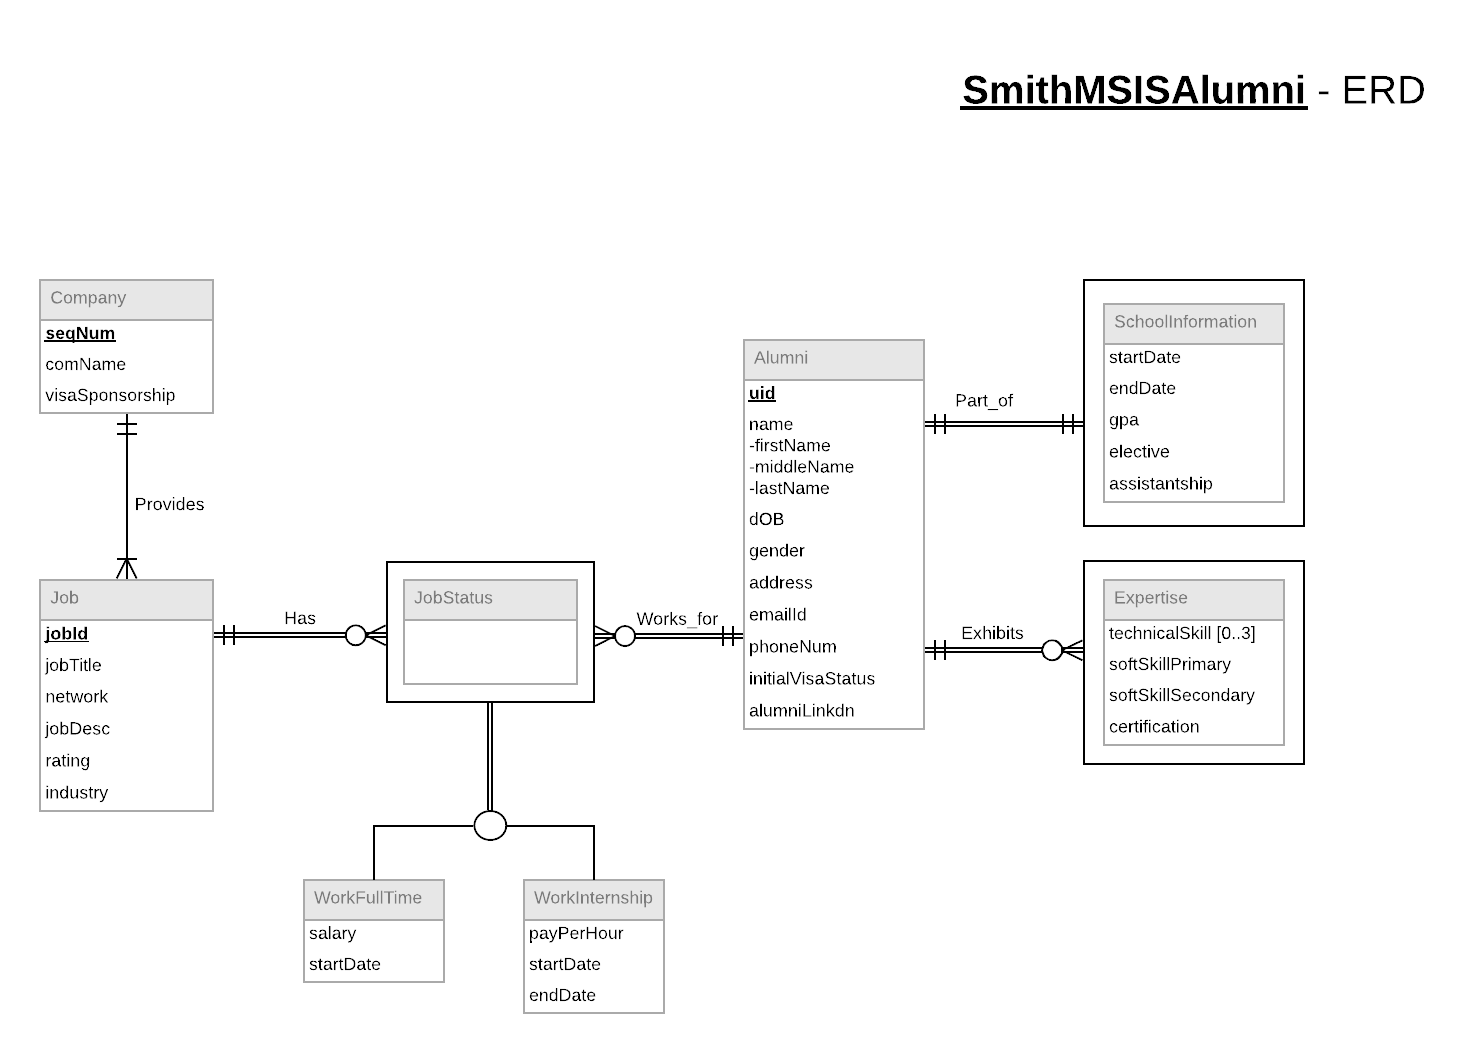 SmithMSISAlumni - ERD
Company
seqNum
comName
visaSponsorship
Provides
Job
jobId
jobTitle
network
jobDesc
rating
industry
Has
JobStatus
Works_for
WorkFullTime
salary
startDate
WorkInternship
payPerHour
startDate
endDate
Alumni
uid
name
-firstName
-middleName
-lastName
dOB
gender
address
emailId
phoneNum
initialVisaStatus
alumniLinkdn
Part_of
SchoolInformation
startDate
endDate
gpa
elective
assistantship
Exhibits
Expertise
technicalSkill [0..3]
softSkillPrimary
softSkillSecondary
certification